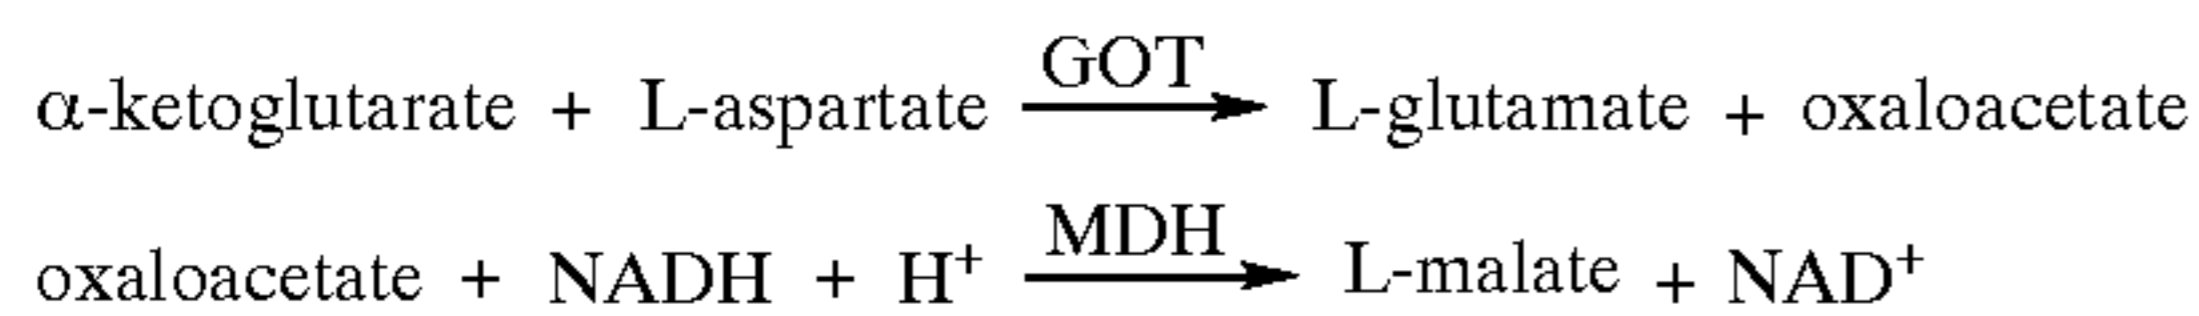 α-ketoglutarate + L-aspartate GOT L-glutamate + oxaloacetate
oxaloacetate + NADH + H⁺ MDH L-malate + NAD⁺